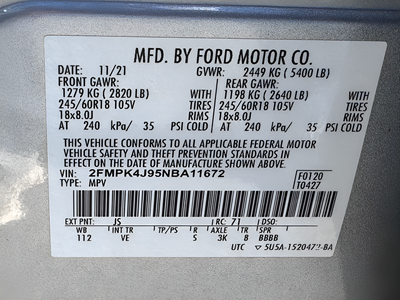 MFD. BY FORD MOTOR CO.
DATE: 11/21 GVWR: 2449 KG ( 5400 LB)
FRONT GAWR: REAR GAWR:
1279 KG ( 2820 LB) WITH 1198 KG ( 2640 LB) WITH
245/60R18 105V TIRES 245/60R18 105V TIRES
18x8.0J RIMS 18x8.0J RIMS
AT 240 kPa/ 35 PSI COLD AT 240 kPa/ 35 PSI COLD
THIS VEHICLE CONFORMS TO ALL APPLICABLE FEDERAL MOTOR
VEHICLE SAFETY AND THEFT PREVENTION STANDARDS IN
EFFECT ON THE DATE OF MANUFACTURE SHOWN ABOVE.
VIN: 2FMPK4J95NBA11672 F0120
TYPE: MPV T0427
EXT PNT: JS RC: 71 DSO:
WB INT TR TP/PS R AXLE TR SPR
112 VE S 3K 8 BBBB
UTC 5U5A-1520472-BA